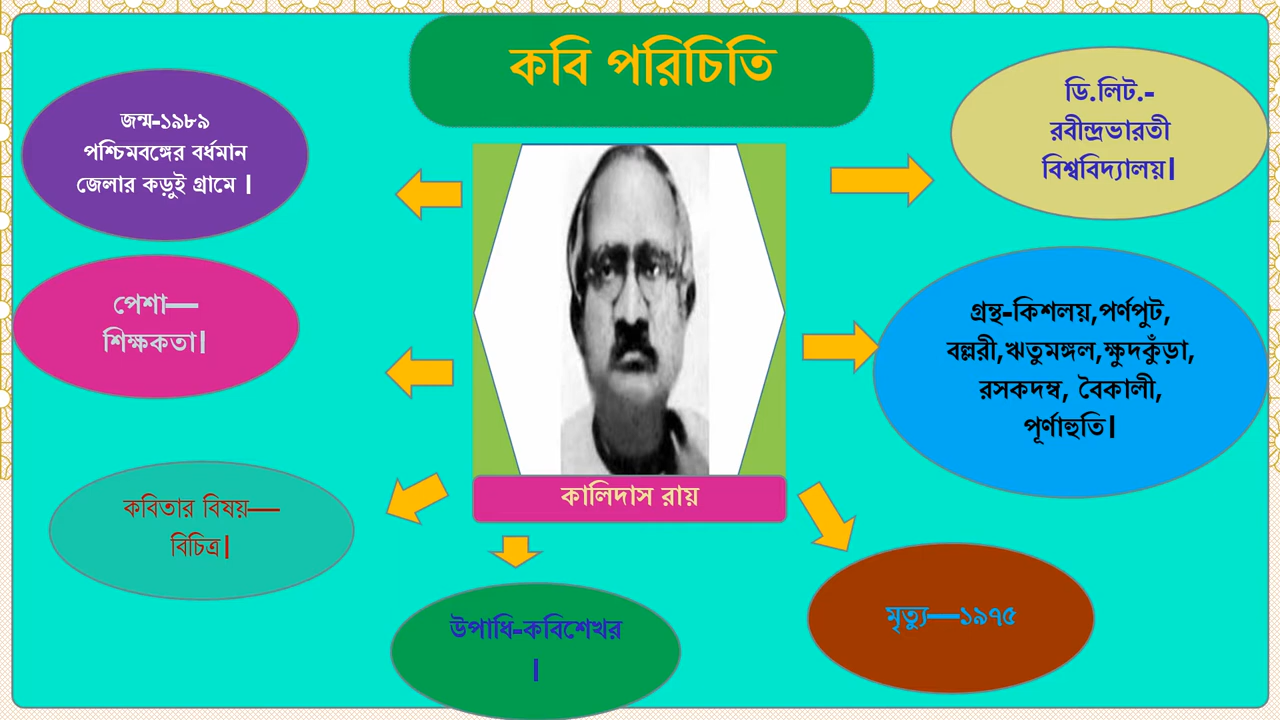 কবি পরিচিতি
জন্ম-১৯৮৯
পশ্চিমবঙ্গের বর্ধমান
জেলার কড়ুই গ্রামে ।
পেশা—
শিক্ষকতা।
কবিতার বিষয়—
বিচিত্র।
কালিদাস রায়
উপাধি-কবিশেখর
।
ডি.লিট.-
রবীন্দ্রভারতী
বিশ্ববিদ্যালয়।
গ্রন্থ-কিশলয়,পর্ণপুট,
বল্লরী,ঋতুমঙ্গল,ক্ষুদকুঁড়া,
রসকদম্ব, বৈকালী,
পূর্ণাহুতি।
মৃত্যু—১৯৭৫